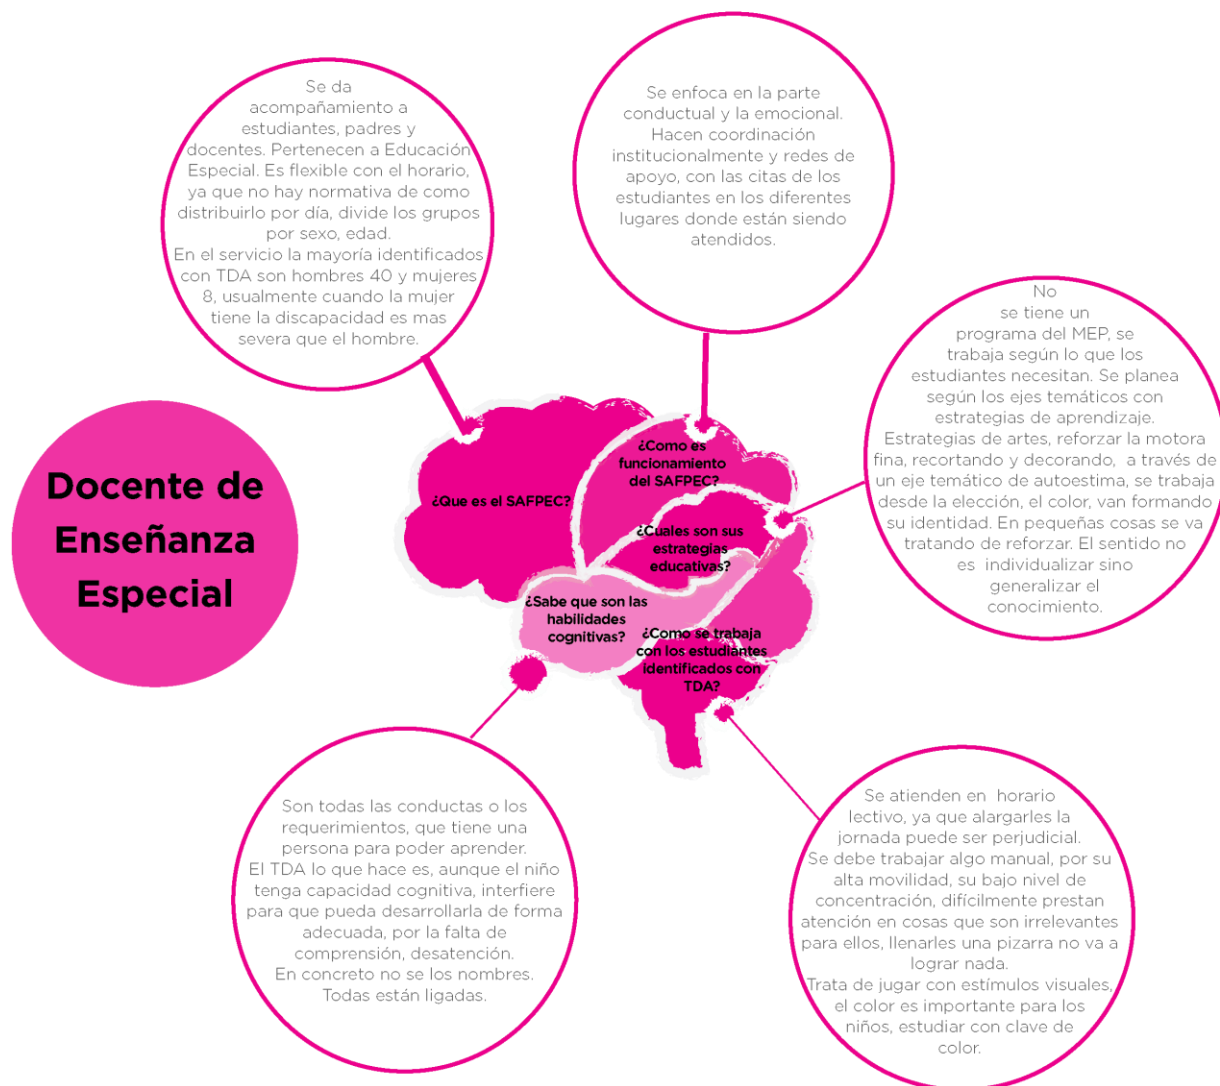 Se da
acompañamiento a
estudiantes, padres y
docentes. Pertenecen a Educación
Especial. Es flexible con el horario,
ya que no hay normativa de como
distribuirlo por día, divide los grupos
por sexo, edad.
En el servicio la mayoría identificados
con TDA son hombres 40 y mujeres
8, usualmente cuando la mujer
tiene la discapacidad es mas
severa que el hombre.
Se enfoca en la parte
conductual y la emocional.
Hacen coordinación
institucionalmente y redes de
apoyo, con las citas de los
estudiantes en los diferentes
lugares donde están siendo
atendidos.
No
se tiene un
programa del MEP, se
trabaja según lo que los
estudiantes necesitan. Se planea
según los ejes temáticos con
estrategias de aprendizaje.
Estrategias de artes, reforzar la motora
fina, recortando y decorando, a través de
un eje temático de autoestima, se trabaja
desde la elección, el color, van formando
su identidad. En pequeñas cosas se va
tratando de reforzar. El sentido no
es individualizar sino
generalizar el
conocimiento.
Docente de
Enseñanza
Especial
¿Que es el SAFPEC?
¿Como es
funcionamiento
del SAFPEC?
¿Cuales son sus
estrategias
educativas?
¿Sabe que son las
habilidades
cognitivas?
¿Como se trabaja
con los estudiantes
identificados con
TDA?
Son todas las conductas o los
requerimientos, que tiene una
persona para poder aprender.
El TDA lo que hace es, aunque el niño
tenga capacidad cognitiva, interfiere
para que pueda desarrollarla de forma
adecuada, por la falta de
comprensión, desatención.
En concreto no se los nombres.
Todas están ligadas.
Se atienden en horario
lectivo, ya que alargarles la
jornada puede ser perjudicial.
Se debe trabajar algo manual, por su
alta movilidad, su bajo nivel de
concentración, difícilmente prestan
atención en cosas que son irrelevantes
para ellos, llenarles una pizarra no va a
lograr nada.
Trata de jugar con estímulos visuales,
el color es importante para los
niños, estudiar con clave de
color.